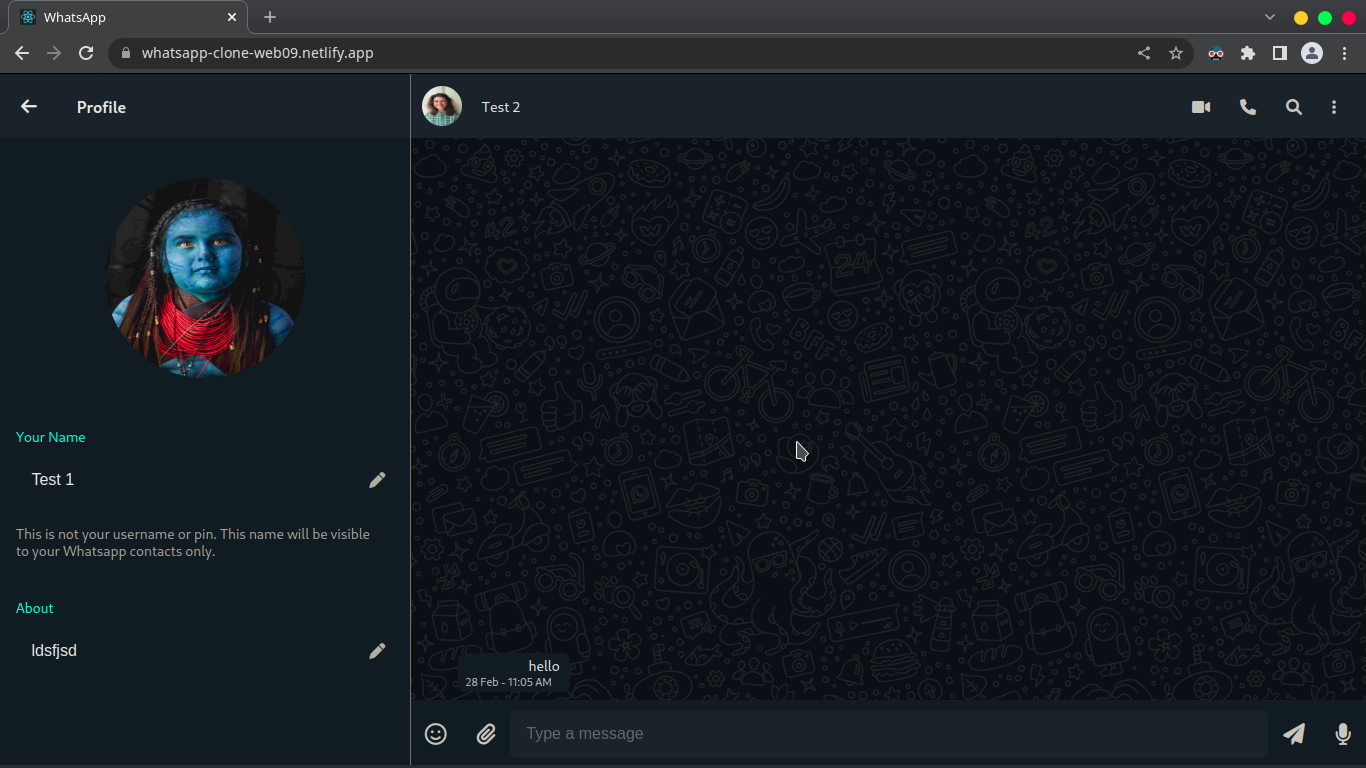 WhatsApp
whatsapp-clone-web09.netlify.app
Profile
Test 2
Your Name
Test 1
This is not your username or pin. This name will be visible
to your Whatsapp contacts only.
About
ldsfjsd
hello
28 Feb - 11:05 AM
Type a message